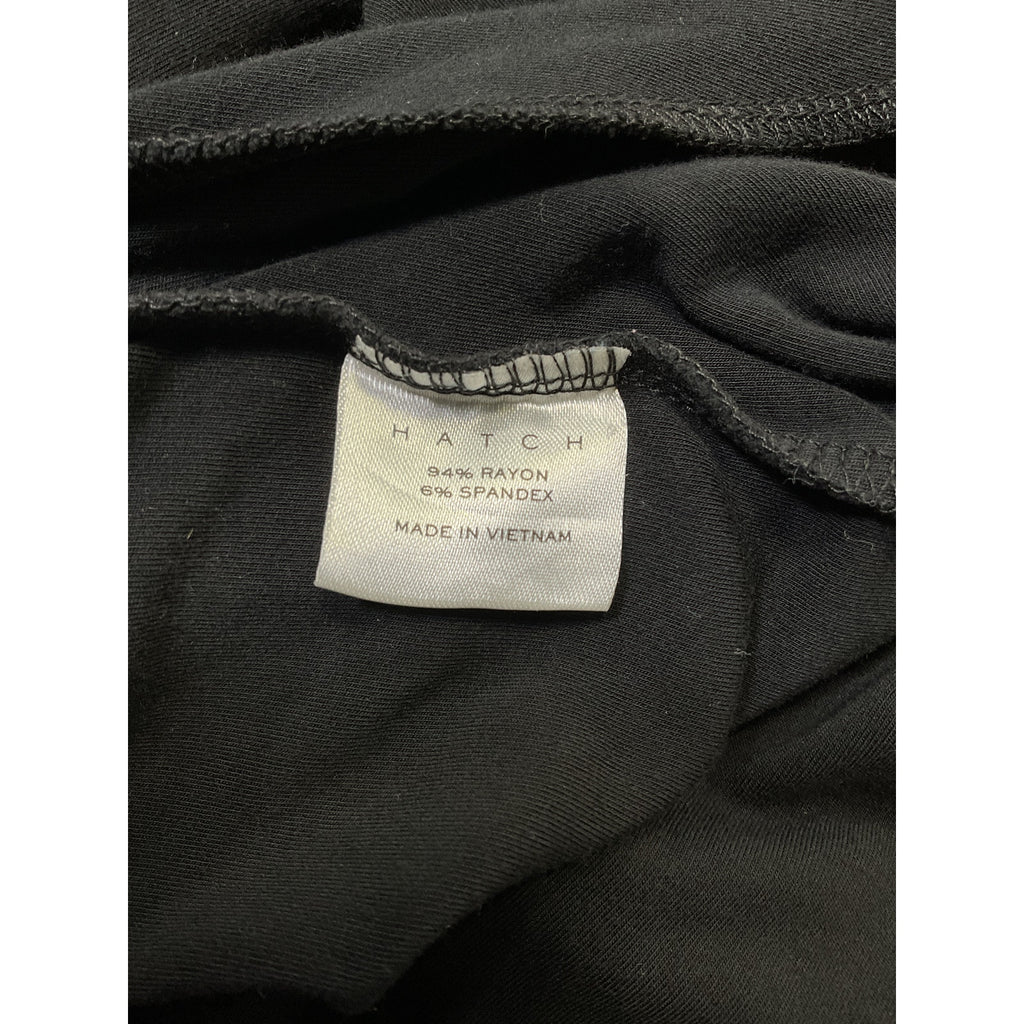 HATCH
94% RAYON
6% SPANDEX
MADE IN VIETNAM